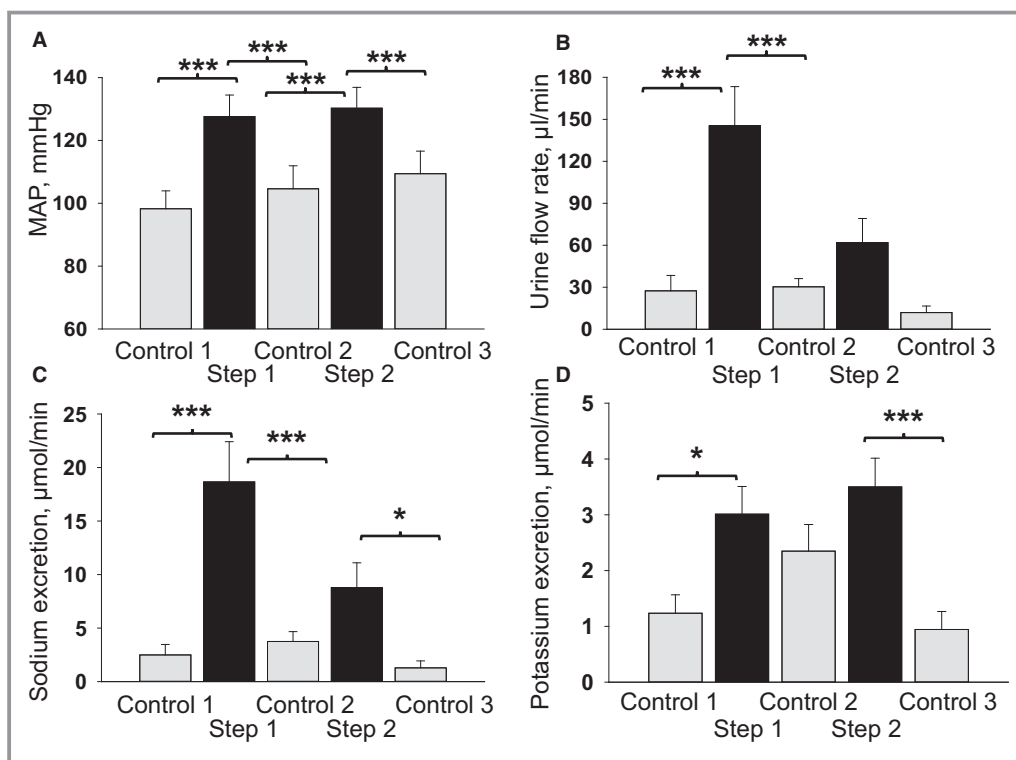 A
MAP, mmHg
140
120
100
80
60
***
***
***
***
Control 1
Control 2
Control 3
Step 1
Step 2
B
Urine flow rate, µl/min
180
150
120
90
60
30
0
***
***
Control 1
Control 2
Control 3
Step 1
Step 2
C
Sodium excretion, µmol/min
25
20
15
10
5
0
***
***
*
Control 1
Control 2
Control 3
Step 1
Step 2
D
Potassium excretion, µmol/min
5
4
3
2
1
0
*
***
Control 1
Control 2
Control 3
Step 1
Step 2